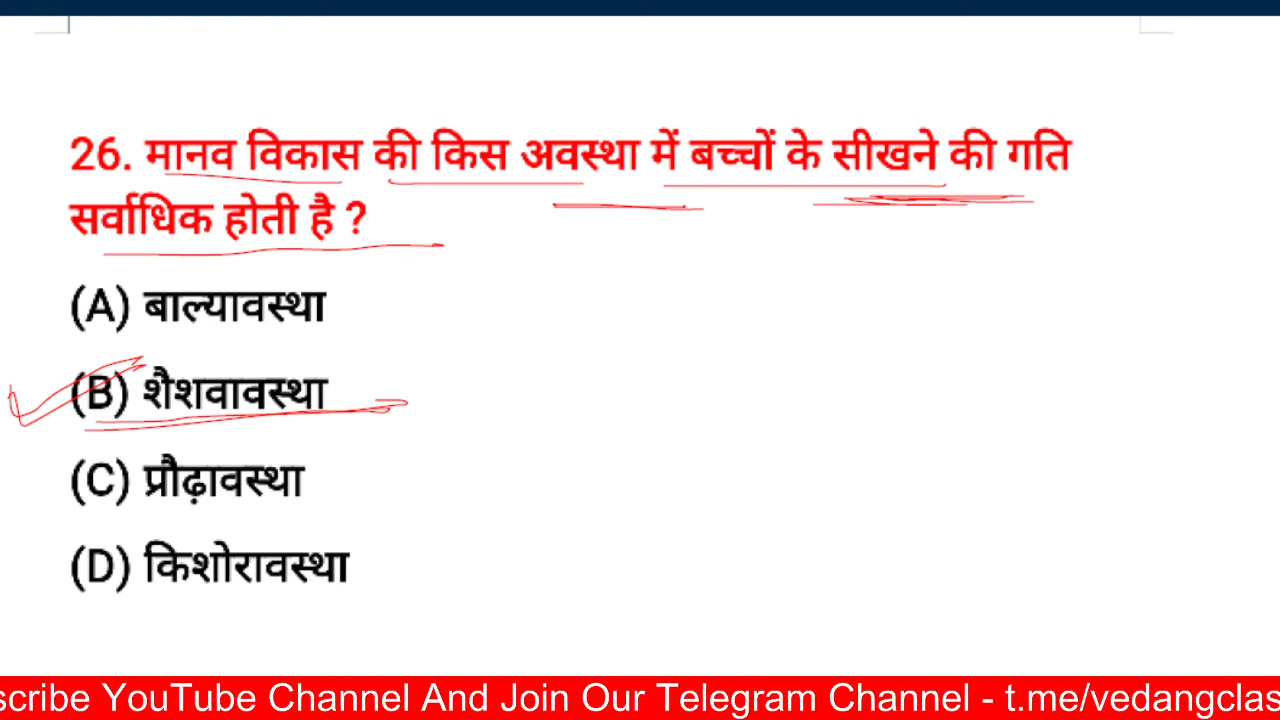 26. मानव विकास की किस अवस्था में बच्चों के सीखने की गति
सर्वाधिक होती है ?
(A) बाल्यावस्था
(B) शैशवावस्था
(C) प्रौढ़ावस्था
(D) किशोरावस्था
scribe YouTube Channel And Join Our Telegram Channel - t.me/vedangclas